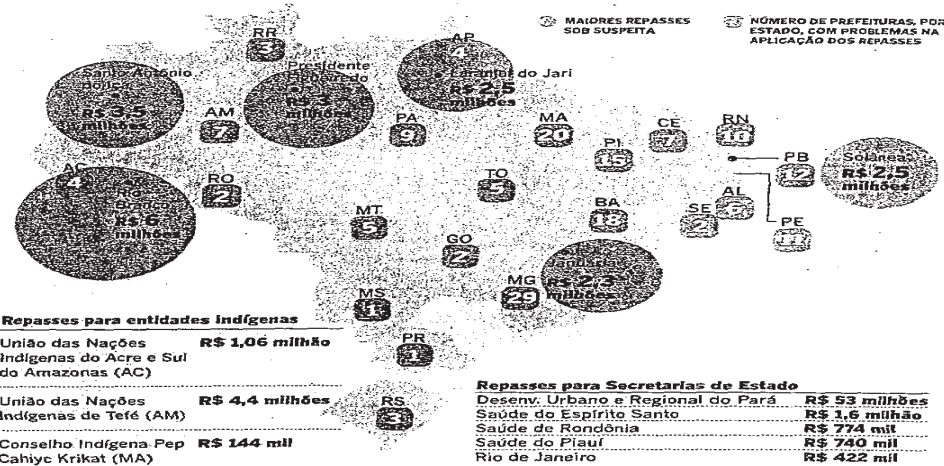 MAIORES REPASSES
SOB SUSPEITA
NÚMERO DE PREFEITURAS, POR
ESTADO, COM PROBLEMAS NA
APLICAÇÃO DOS REPASSES
RR
3
AP
4
Laranjal do Jari
R$ 2,5
milhões
Santo Antônio
do Içá
R$ 3,5
milhões
Presidente
Figueiredo
R$ 3
milhões
AM
7
PA
9
MA
20
PI
15
CE
7
RN
10
PB
12
Solânea
R$ 2,5
milhões
AC
4
Rio
Branco
R$ 6
milhões
RO
2
TO
5
MT
5
BA
18
SE
2
AL
PE
11
GO
2
MG
29
Januária
R$ 2,3
milhões
MS
1
PR
1
RS
3
Repasses para entidades indígenas
União das Nações R$ 1,06 milhão
Indígenas do Acre e Sul
do Amazonas (AC)
União das Nações R$ 4,4 milhões
Indígenas de Tefé (AM)
Conselho Indígena Pep R$ 144 mil
Cahiyc Krikat (MA)
Repasses para Secretarias de Estado
Desenv. Urbano e Regional do Pará R$ 53 milhões
Saúde do Espírito Santo R$ 1,6 milhão
Saúde de Rondônia R$ 774 mil
Saúde do Piauí R$ 740 mil
Rio de Janeiro R$ 422 mil